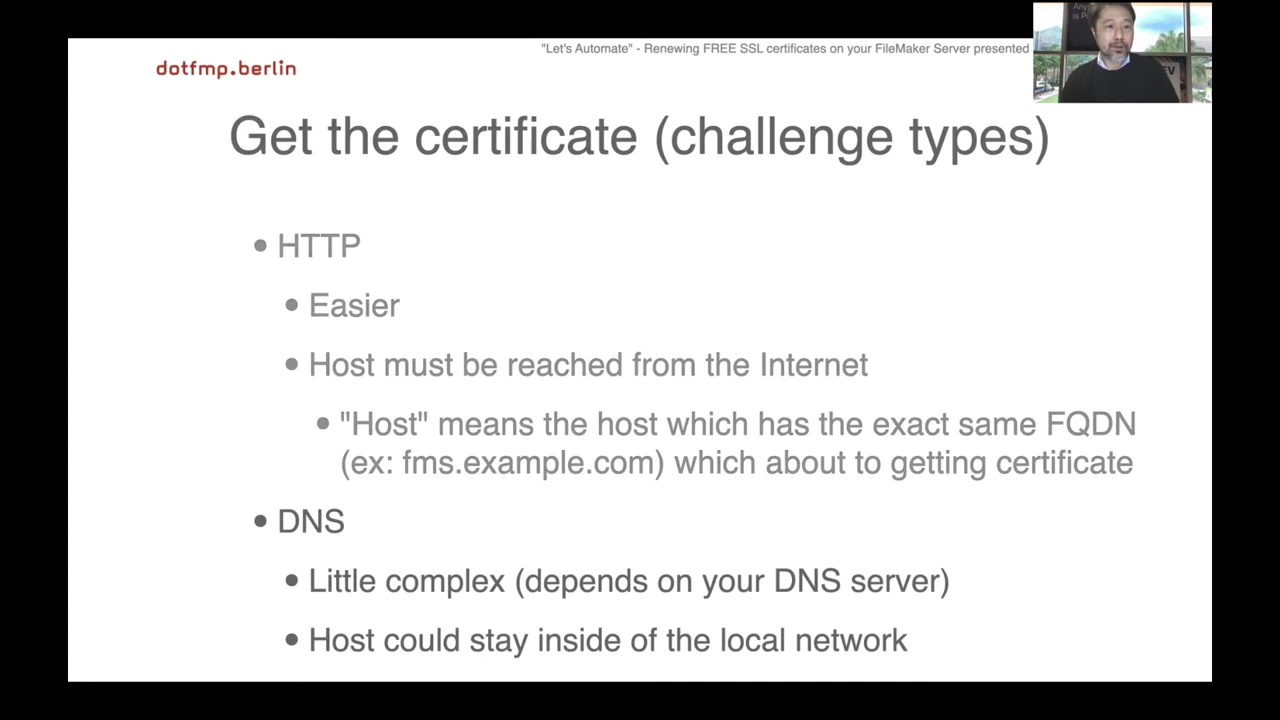 "Let's Automate" - Renewing FREE SSL certificates on your FileMaker Server presented
dotfmp.berlin
Get the certificate (challenge types)
• HTTP
• Easier
• Host must be reached from the Internet
• "Host" means the host which has the exact same FQDN
(ex: fms.example.com) which about to getting certificate
• DNS
• Little complex (depends on your DNS server)
• Host could stay inside of the local network